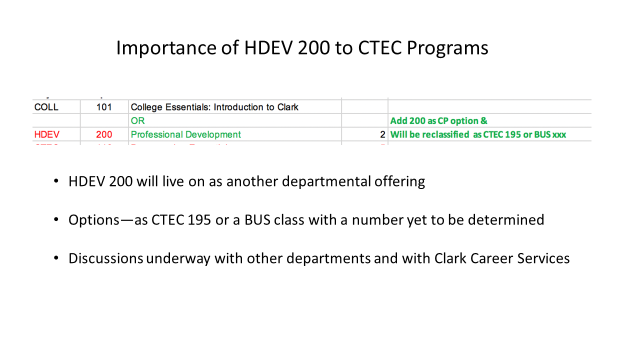 Importance of HDEV 200 to CTEC Programs
COLL 101 College Essentials: Introduction to Clark
OR Add 200 as CP option &
HDEV 200 Professional Development 2 Will be reclassified as CTEC 195 or BUS xxx
• HDEV 200 will live on as another departmental offering
• Options—as CTEC 195 or a BUS class with a number yet to be determined
• Discussions underway with other departments and with Clark Career Services